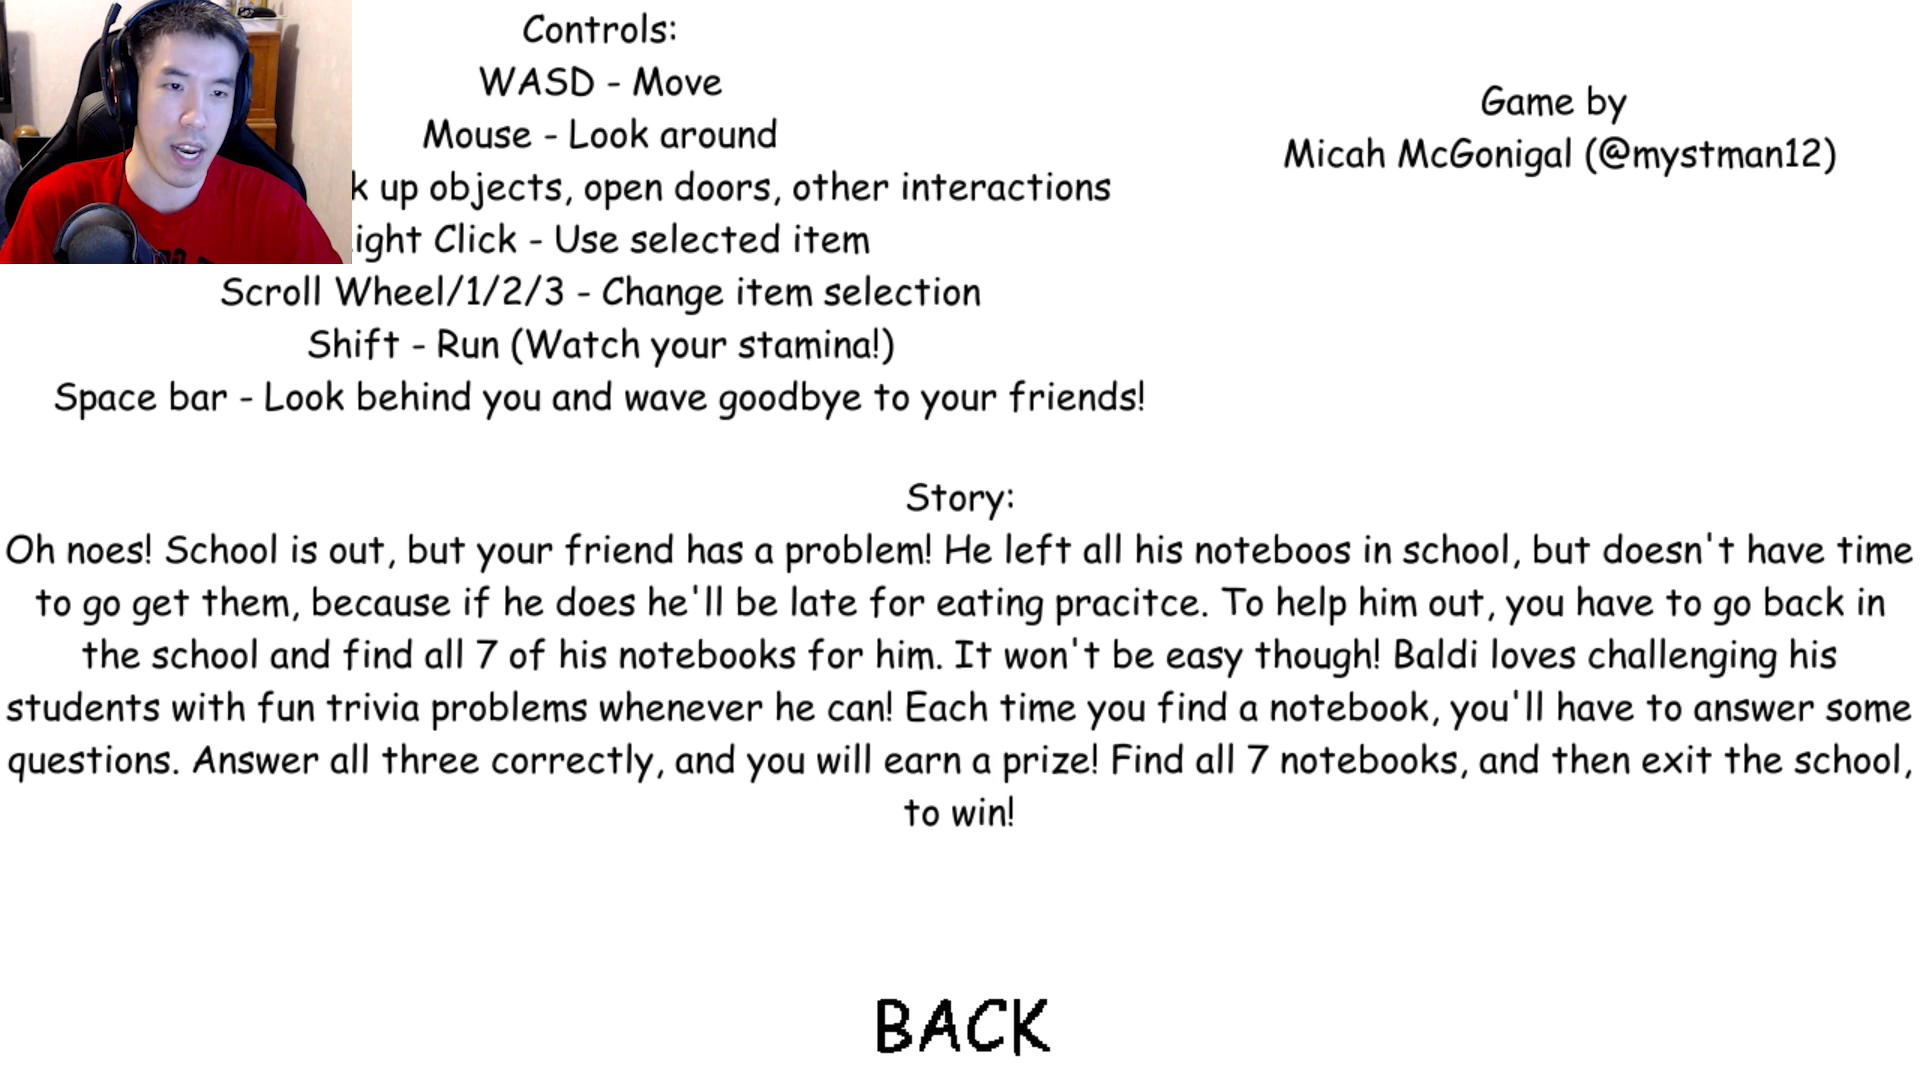 Controls:
WASD - Move
Mouse - Look around
up objects, open doors, other interactions
Click - Use selected item
Scroll Wheel/1/2/3 - Change item selection
Shift - Run (Watch your stamina!)
Space bar - Look behind you and wave goodbye to your friends!
Game by
Micah McGonigal (@mystman12)
Story:
Oh noes! School is out, but your friend has a problem! He left all his noteboos in school, but doesn't have time
to go get them, because if he does he'll be late for eating pracitce. To help him out, you have to go back in
the school and find all 7 of his notebooks for him. It won't be easy though! Baldi loves challenging his
students with fun trivia problems whenever he can! Each time you find a notebook, you'll have to answer some
questions. Answer all three correctly, and you will earn a prize! Find all 7 notebooks, and then exit the school,
to win!
BACK